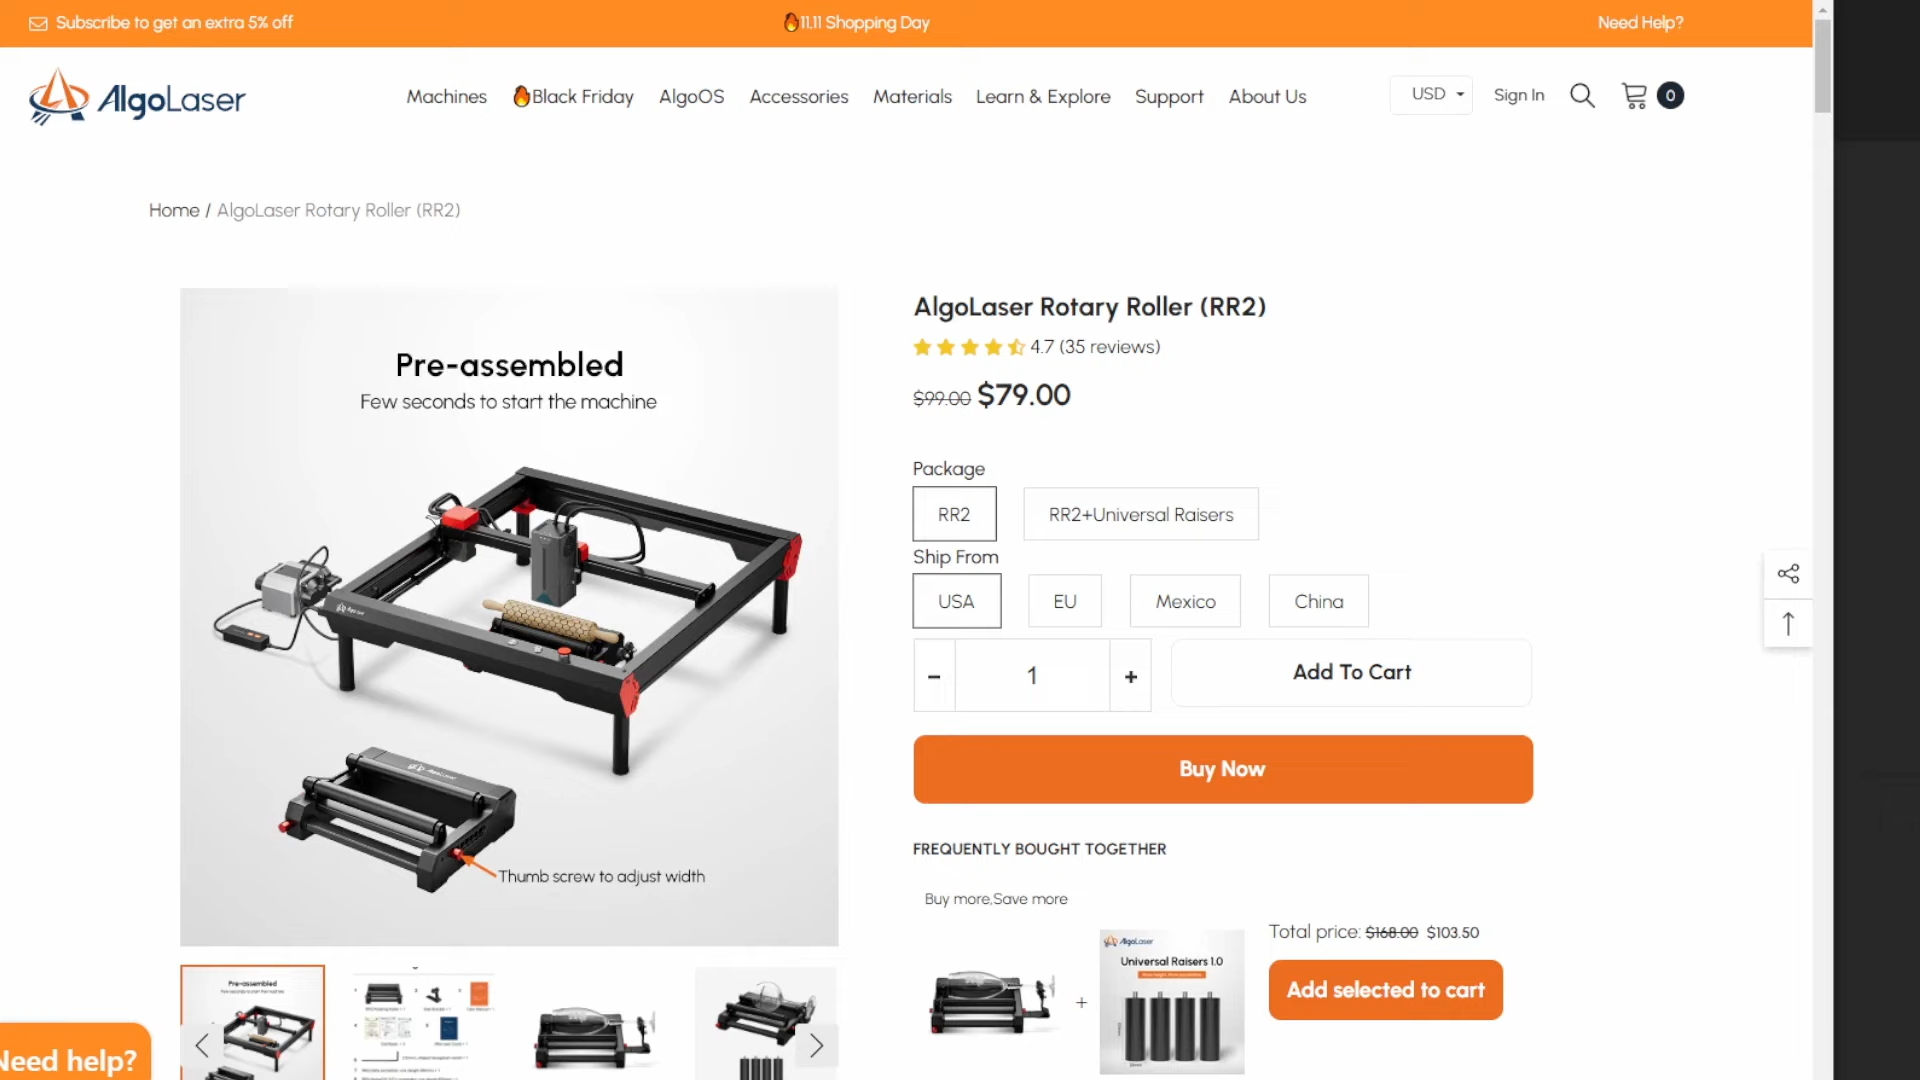 Subscribe to get an extra 5% off
🔥11.11 Shopping Day
Need Help?
AlgoLaser
Machines
🔥Black Friday
AlgoOS
Accessories
Materials
Learn & Explore
Support
About Us
USD
Sign In
0
Home / AlgoLaser Rotary Roller (RR2)
Pre-assembled
Few seconds to start the machine
Thumb screw to adjust width
AlgoLaser Rotary Roller (RR2)
4.7 (35 reviews)
$99.00 $79.00
Package
RR2
RR2+Universal Raisers
Ship From
USA
EU
Mexico
China
- 1 +
Add To Cart
Buy Now
FREQUENTLY BOUGHT TOGETHER
Buy more,Save more
+
AlgoLaser
Universal Raisers 1.0
Total price: $168.00 $103.50
Add selected to cart
Pre-assembled
Need help?